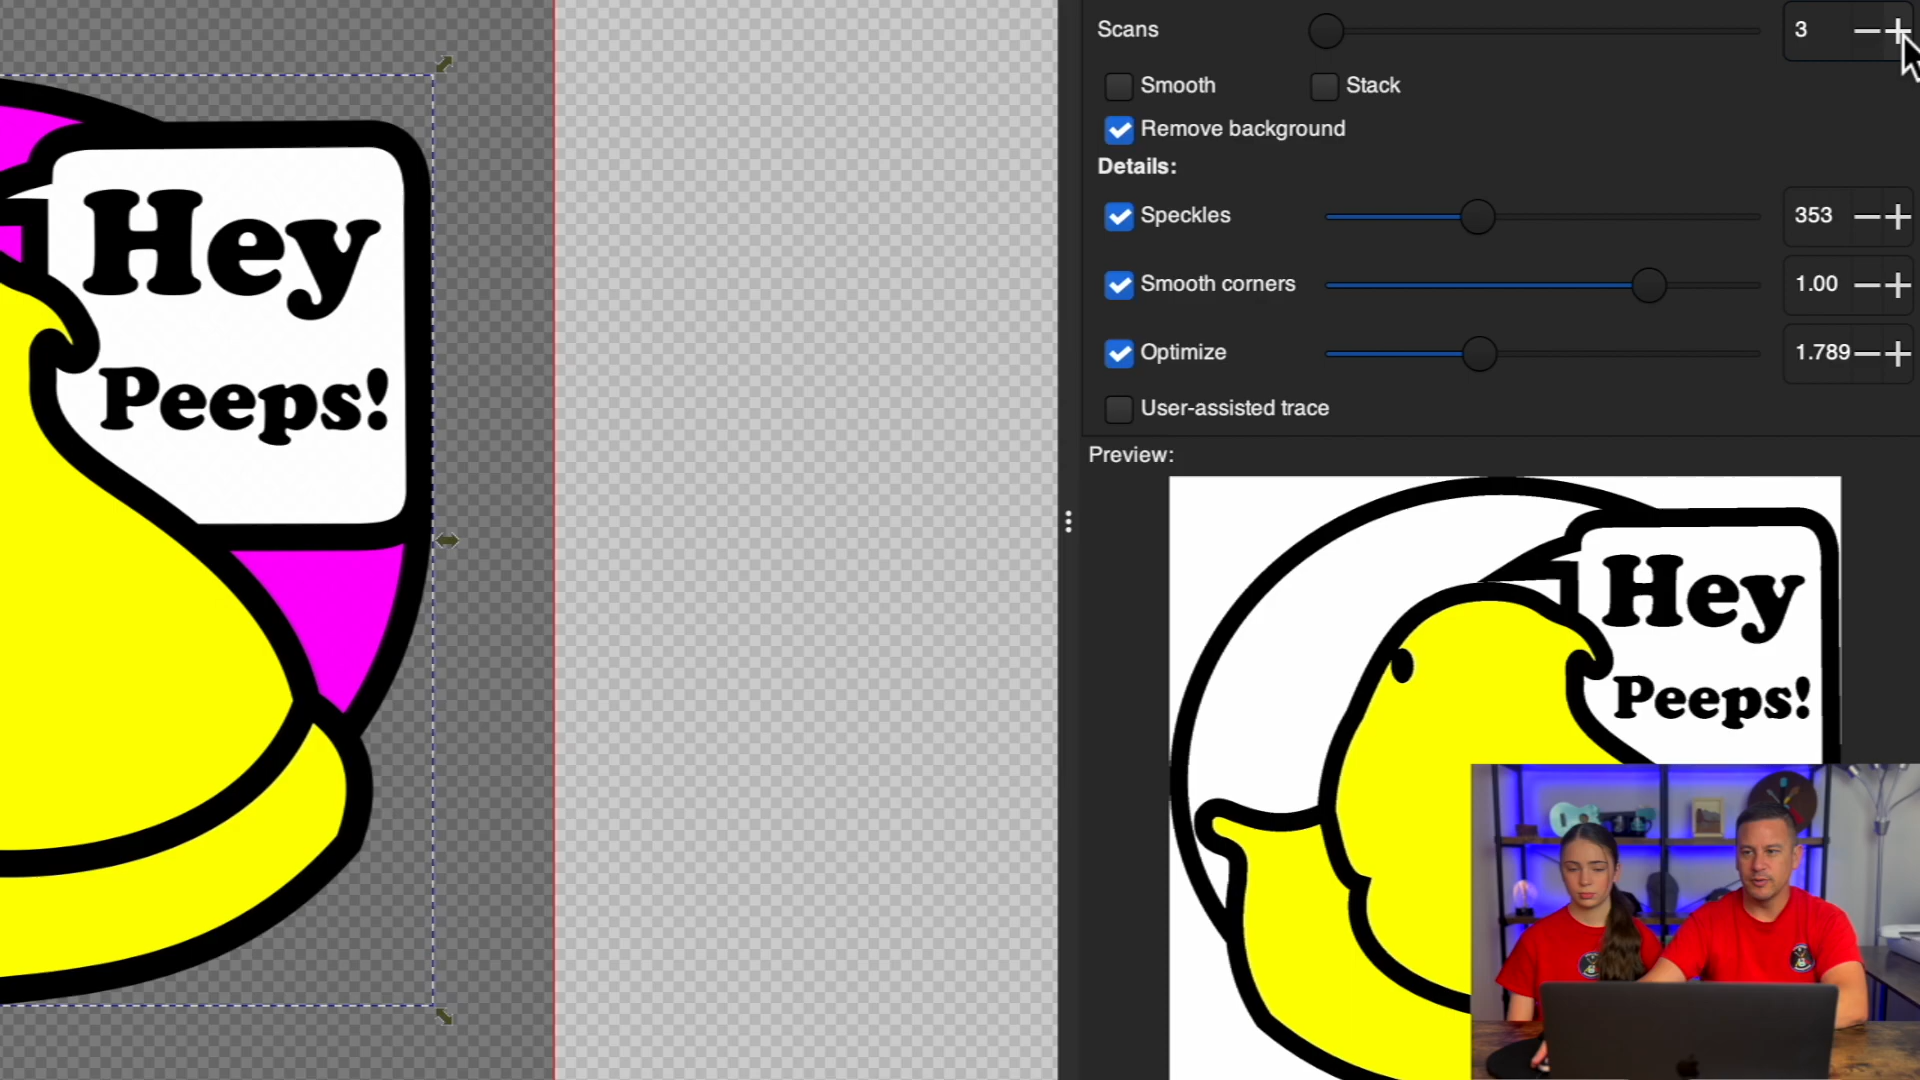 Hey
Peeps!
Scans 3
Smooth Stack
Remove background
Details:
Speckles 353
Smooth corners 1.00
Optimize 1.789
User-assisted trace
Preview:
Hey
Peeps!